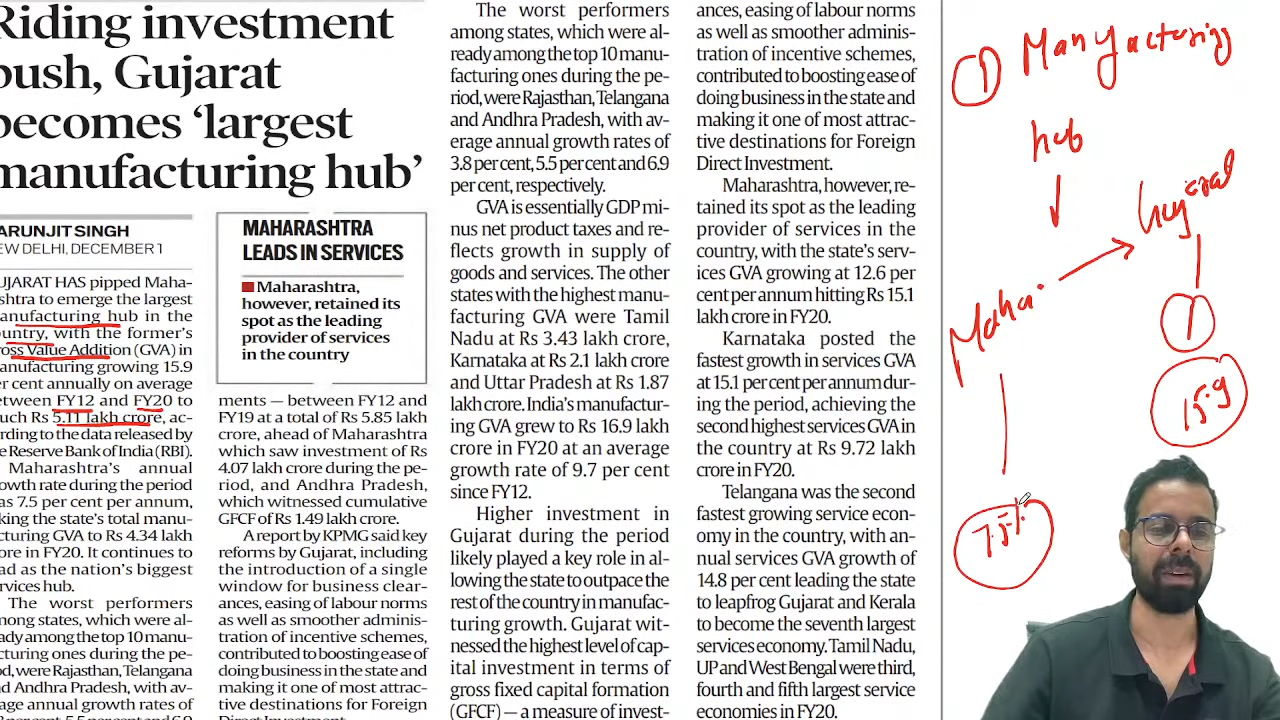 Riding investment
push, Gujarat
becomes ‘largest
manufacturing hub’
ARUNJIT SINGH
EW DELHI, DECEMBER 1
UJARAT HAS pipped Maha-
shtra to emerge the largest
anufacturing hub in the
ountry, with the former's
oss Value Addition (GVA) in
anufacturing growing 15.9
er cent annually on average
etween FY12 and FY20 to
uch Rs 5.11 lakh crore, ac-
rding to the data released by
e Reserve Bank of India (RBI).
Maharashtra's annual
owth rate during the period
as 7.5 per cent per annum,
king the state's total manu-
cturing GVA to Rs 4.34 lakh
ore in FY20. It continues to
ad as the nation's biggest
rvices hub.
The worst performers
ong states, which were al-
ady among the top 10 manu-
cturing ones during the pe-
d, were Rajasthan, Telangana
d Andhra Pradesh, with av-
age annual growth rates of
MAHARASHTRA
LEADS IN SERVICES
Maharashtra,
however, retained its
spot as the leading
provider of services
in the country
ments — between FY12 and
FY19 at a total of Rs 5.85 lakh
crore, ahead of Maharashtra
which saw investment of Rs
4.07 lakh crore during the pe-
riod, and Andhra Pradesh,
which witnessed cumulative
GFCF of Rs 1.49 lakh crore.
A report by KPMG said key
reforms by Gujarat, including
the introduction of a single
window for business clear-
ances, easing of labour norms
as well as smoother adminis-
tration of incentive schemes,
contributed to boosting ease of
doing business in the state and
making it one of most attrac-
tive destinations for Foreign
Direct Investment.
The worst performers
among states, which were al-
ready among the top 10 manu-
facturing ones during the pe-
riod, were Rajasthan, Telangana
and Andhra Pradesh, with av-
erage annual growth rates of
3.8 per cent, 5.5 per cent and 6.9
per cent, respectively.
GVA is essentially GDP mi-
nus net product taxes and re-
flects growth in supply of
goods and services. The other
states with the highest manu-
facturing GVA were Tamil
Nadu at Rs 3.43 lakh crore,
Karnataka at Rs 2.1 lakh crore
and Uttar Pradesh at Rs 1.87
lakh crore. India's manufactur-
ing GVA grew to Rs 16.9 lakh
crore in FY20 at an average
growth rate of 9.7 per cent
since FY12.
Higher investment in
Gujarat during the period
likely played a key role in al-
lowing the state to outpace the
rest of the country in manufac-
turing growth. Gujarat wit-
nessed the highest level of cap-
ital investment in terms of
gross fixed capital formation
(GFCF) — a measure of invest-
ances, easing of labour norms
as well as smoother adminis-
tration of incentive schemes,
contributed to boosting ease of
doing business in the state and
making it one of most attrac-
tive destinations for Foreign
Direct Investment.
Maharashtra, however, re-
tained its spot as the leading
provider of services in the
country, with the state's serv-
ices GVA growing at 12.6 per
cent per annum hitting Rs 15.1
lakh crore in FY20.
Karnataka posted the
fastest growth in services GVA
at 15.1 per cent per annum dur-
ing the period, achieving the
second highest services GVA in
the country at Rs 9.72 lakh
crore in FY20.
Telangana was the second
fastest growing service econ-
omy in the country, with an-
nual services GVA growth of
14.8 per cent leading the state
to leapfrog Gujarat and Kerala
to become the seventh largest
services economy. Tamil Nadu,
UP and West Bengal were third,
fourth and fifth largest service
economies in FY20.
1 Manufacturing
hub
Gujarat
Maha.
1
15.9
7.5%